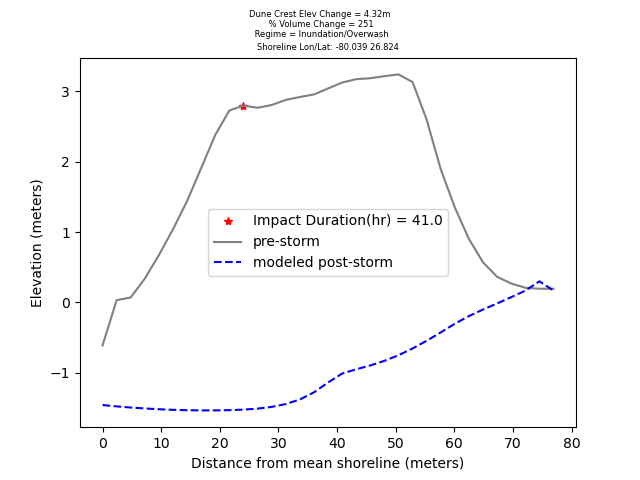 Dune Crest Elev Change = 4.32m
% Volume Change = 251
Regime = Inundation/Overwash
Shoreline Lon/Lat: -80.039 26.824
3
2
1
0
−1
Elevation (meters)
Impact Duration(hr) = 41.0
pre-storm
modeled post-storm
0 10 20 30 40 50 60 70 80
Distance from mean shoreline (meters)